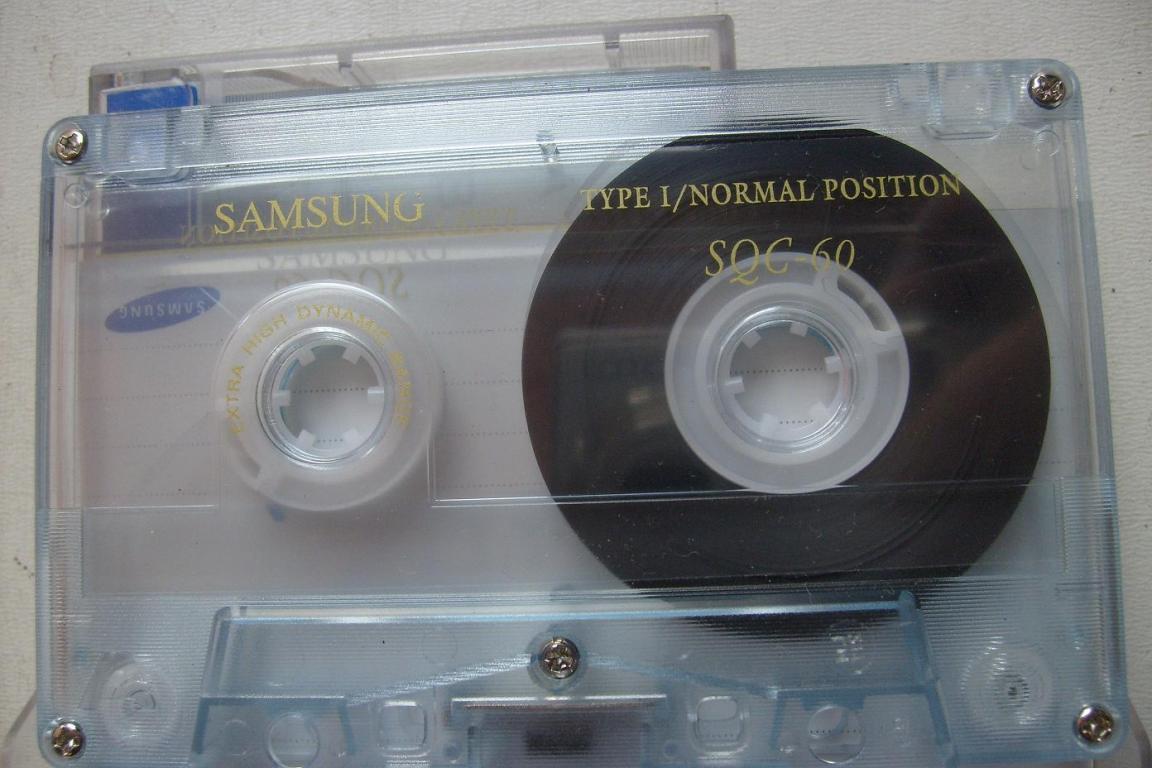 SAMSUNG
TYPE I/NORMAL POSITION
SQC-60
SAMSUNG
EXTRA HIGH DYNAMIC RANGE